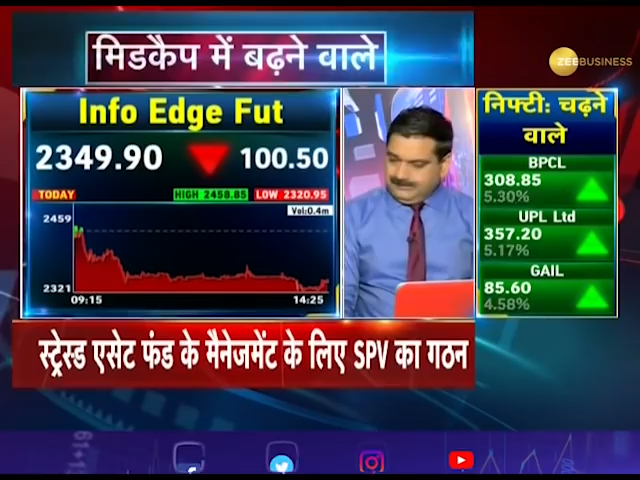 मिडकैप में बढ़ने वाले
ZEEBUSINESS
Info Edge Fut
2349.90 100.50
TODAY HIGH 2458.85 LOW 2320.95
Vol:0.4m
2459
2321
09:15 14:25
निफ्टी: चढ़ने
वाले
BPCL
308.85
5.30%
UPL Ltd
357.20
5.17%
GAIL
85.60
4.58%
स्ट्रेस्ड एसेट फंड के मैनेजमेंट के लिए SPV का गठन